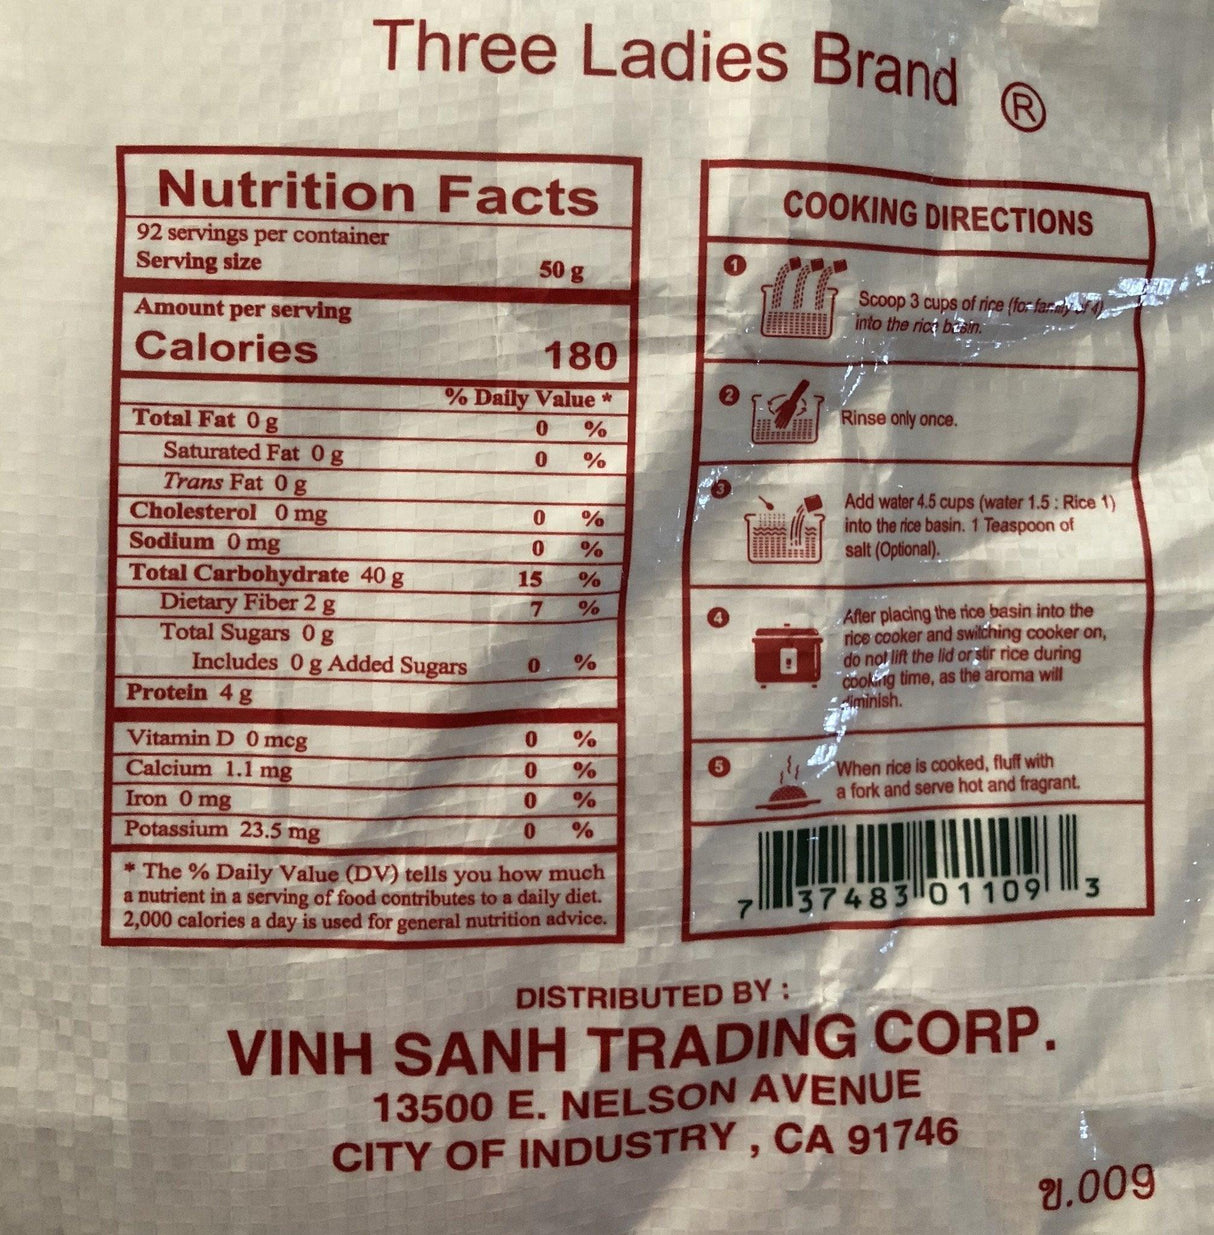 Three Ladies Brand ®
Nutrition Facts
92 servings per container
Serving size 50 g
Amount per serving
Calories 180
% Daily Value *
Total Fat 0 g 0 %
Saturated Fat 0 g 0 %
Trans Fat 0 g
Cholesterol 0 mg 0 %
Sodium 0 mg 0 %
Total Carbohydrate 40 g 15 %
Dietary Fiber 2 g 7 %
Total Sugars 0 g
Includes 0 g Added Sugars 0 %
Protein 4 g
Vitamin D 0 mcg 0 %
Calcium 1.1 mg 0 %
Iron 0 mg 0 %
Potassium 23.5 mg 0 %
* The % Daily Value (DV) tells you how much
a nutrient in a serving of food contributes to a daily diet.
2,000 calories a day is used for general nutrition advice.
COOKING DIRECTIONS
1
Scoop 3 cups of rice (for family of 4)
into the rice basin.
2
Rinse only once.
3
Add water 4.5 cups (water 1.5 : Rice 1)
into the rice basin. 1 Teaspoon of
salt (Optional).
4
After placing the rice basin into the
rice cooker and switching cooker on,
do not lift the lid or stir rice during
cooking time, as the aroma will
diminish.
5
When rice is cooked, fluff with
a fork and serve hot and fragrant.
7 37483 01109 3
DISTRIBUTED BY :
VINH SANH TRADING CORP.
13500 E. NELSON AVENUE
CITY OF INDUSTRY , CA 91746
ข.009